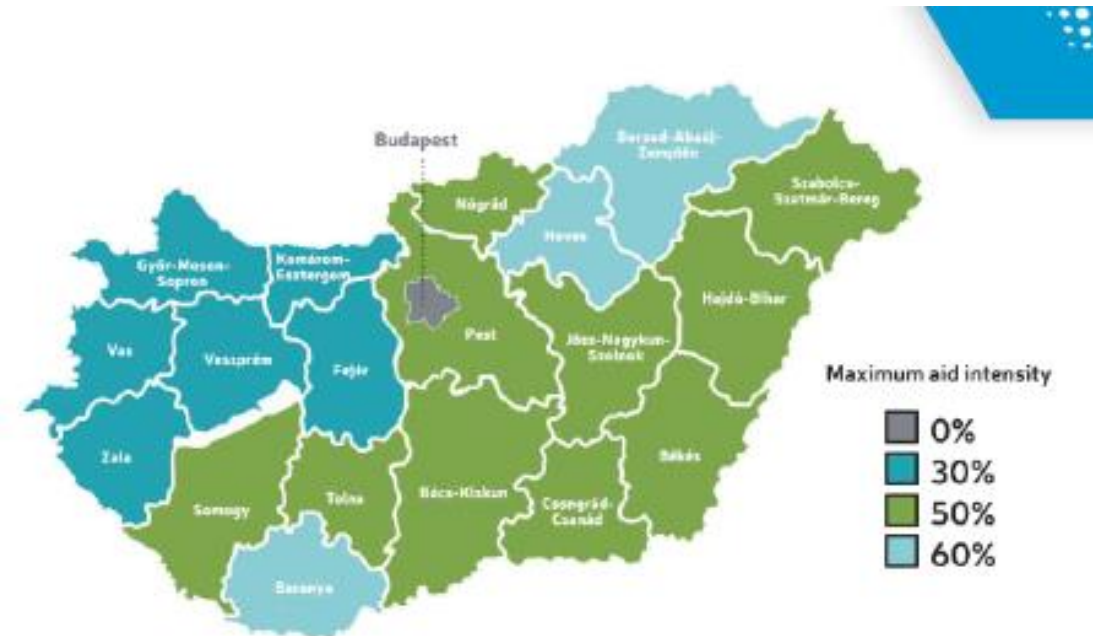 Budapest
Borsod-Abaúj-
Zemplén
Szabolcs-
Szatmár-Bereg
Nógrád
Heves
Győr-Moson-
Sopron
Komárom-
Esztergom
Hajdú-Bihar
Pest
Jász-Nagykun-
Szolnok
Vas
Veszprém
Fejér
Maximum aid intensity
0%
30%
50%
60%
Zala
Somogy
Tolna
Bács-Kiskun
Csongrád-
Csanád
Békés
Baranya